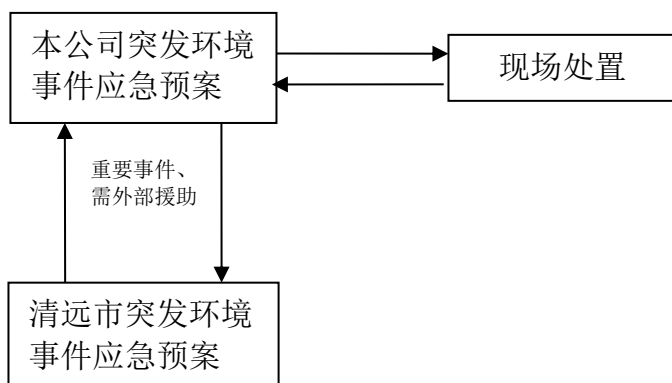 本公司突发环境
事件应急预案
现场处置
重要事件、
需外部援助
清远市突发环境
事件应急预案